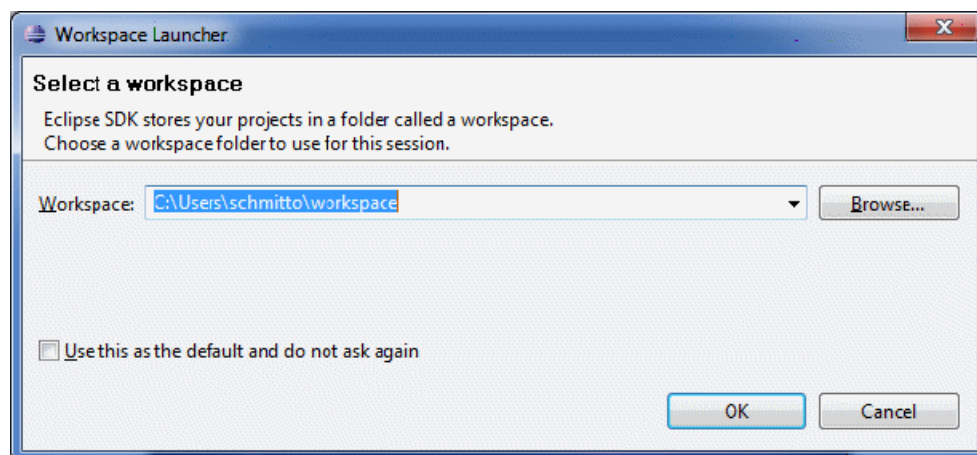 Workspace Launcher
Select a workspace
Eclipse SDK stores your projects in a folder called a workspace.
Choose a workspace folder to use for this session.
Workspace: C:\Users\schmitto\workspace Browse...
Use this as the default and do not ask again
OK Cancel